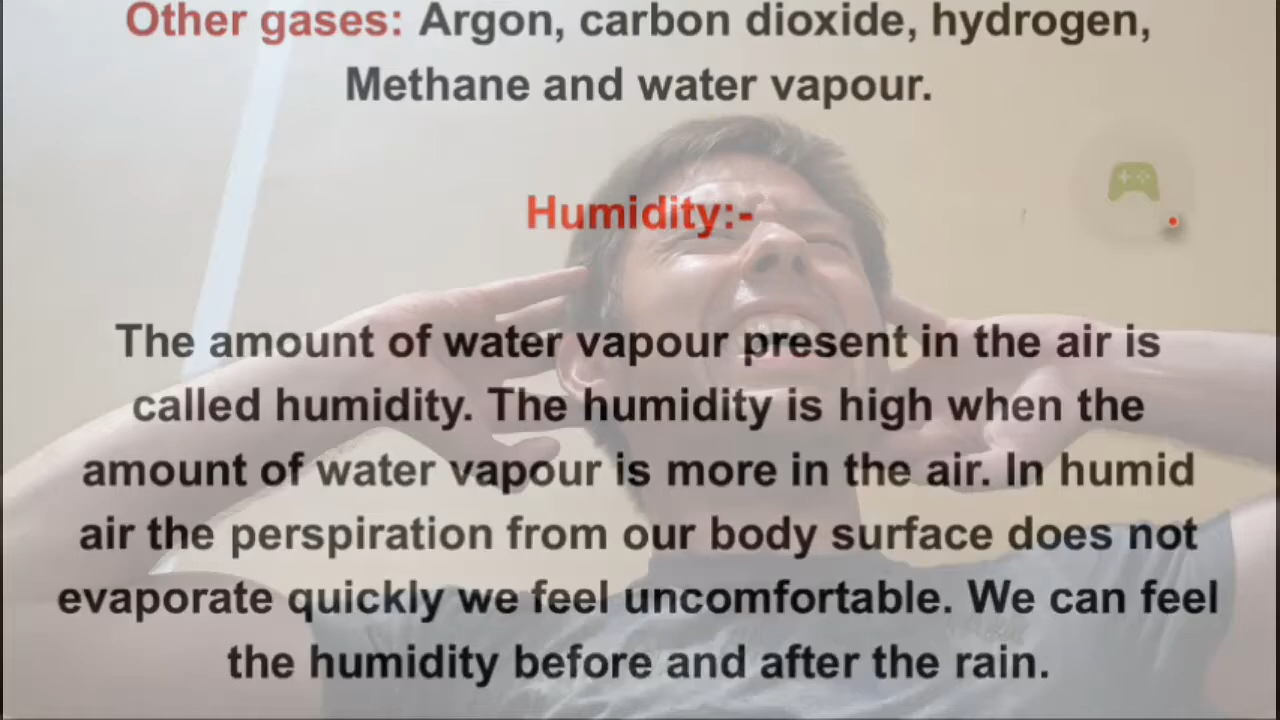 Other gases: Argon, carbon dioxide, hydrogen,
Methane and water vapour.
Humidity:-
The amount of water vapour present in the air is
called humidity. The humidity is high when the
amount of water vapour is more in the air. In humid
air the perspiration from our body surface does not
evaporate quickly we feel uncomfortable. We can feel
the humidity before and after the rain.